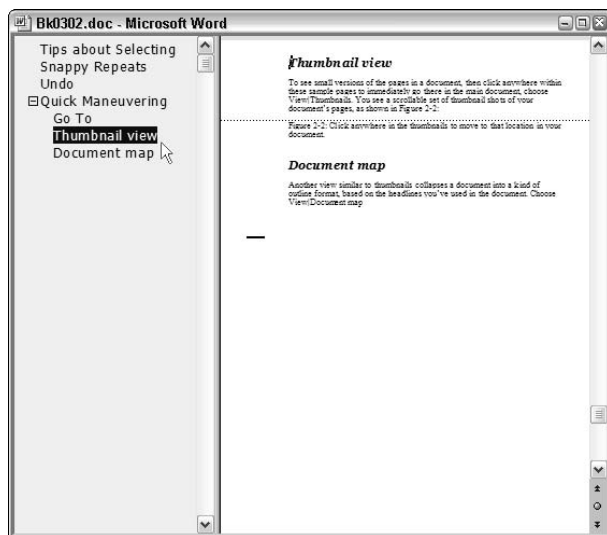 Bk0302.doc - Microsoft Word
Tips about Selecting
Snappy Repeats
Undo
Quick Maneuvering
Go To
Thumbnail view
Document map
Thumbnail view
To see small versions of the pages in a document, then click anywhere within
these sample pages to immediately go there in the main document, choose
View|Thumbnails. You see a scrollable set of thumbnail shots of your
document's pages, as shown in Figure 2-2:
Figure 2-2: Click anywhere in the thumbnails to move to that location in your
document.
Document map
Another view similar to thumbnails collapses a document into a kind of
outline format, based on the headlines you've used in the document. Choose
View|Document map